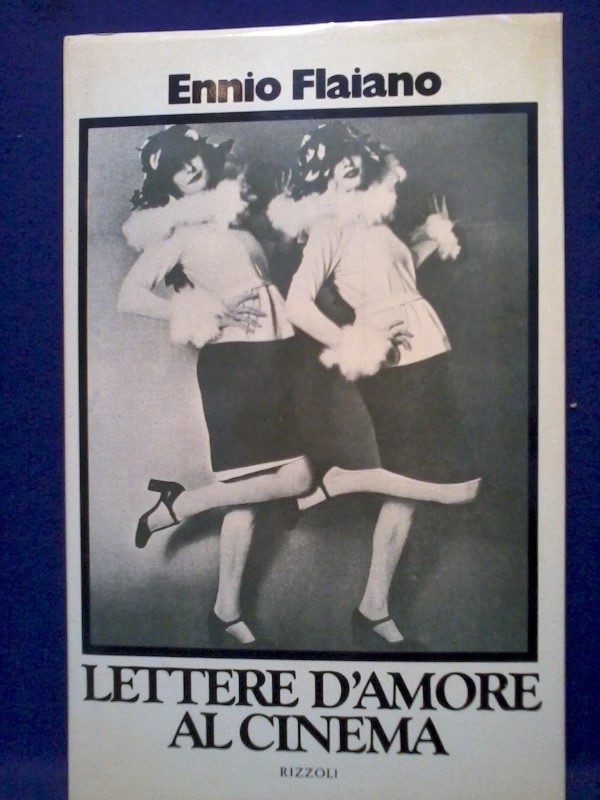 Ennio Flaiano
LETTERE D'AMORE
AL CINEMA
RIZZOLI